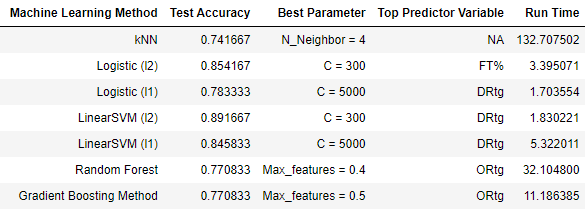 Machine Learning Method Test Accuracy Best Parameter Top Predictor Variable Run Time
kNN 0.741667 N_Neighbor = 4 NA 132.707502
Logistic (l2) 0.854167 C = 300 FT% 3.395071
Logistic (l1) 0.783333 C = 5000 DRtg 1.703554
LinearSVM (l2) 0.891667 C = 300 DRtg 1.830221
LinearSVM (l1) 0.845833 C = 5000 DRtg 5.322011
Random Forest 0.770833 Max_features = 0.4 ORtg 32.104800
Gradient Boosting Method 0.770833 Max_features = 0.5 ORtg 11.186385